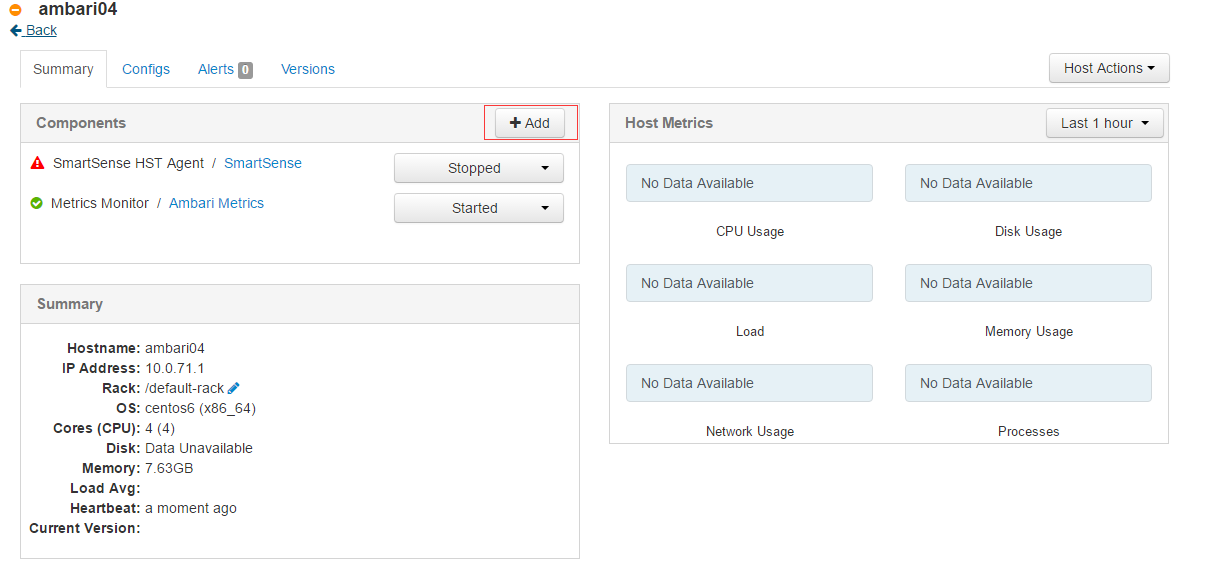 ambari04
Back
Summary Configs Alerts 0 Versions Host Actions
Components Add
SmartSense HST Agent / SmartSense Stopped
Metrics Monitor / Ambari Metrics Started
Summary
Hostname: ambari04
IP Address: 10.0.71.1
Rack: /default-rack
OS: centos6 (x86_64)
Cores (CPU): 4 (4)
Disk: Data Unavailable
Memory: 7.63GB
Load Avg:
Heartbeat: a moment ago
Current Version:
Host Metrics Last 1 hour
No Data Available No Data Available
CPU Usage Disk Usage
No Data Available No Data Available
Load Memory Usage
No Data Available No Data Available
Network Usage Processes